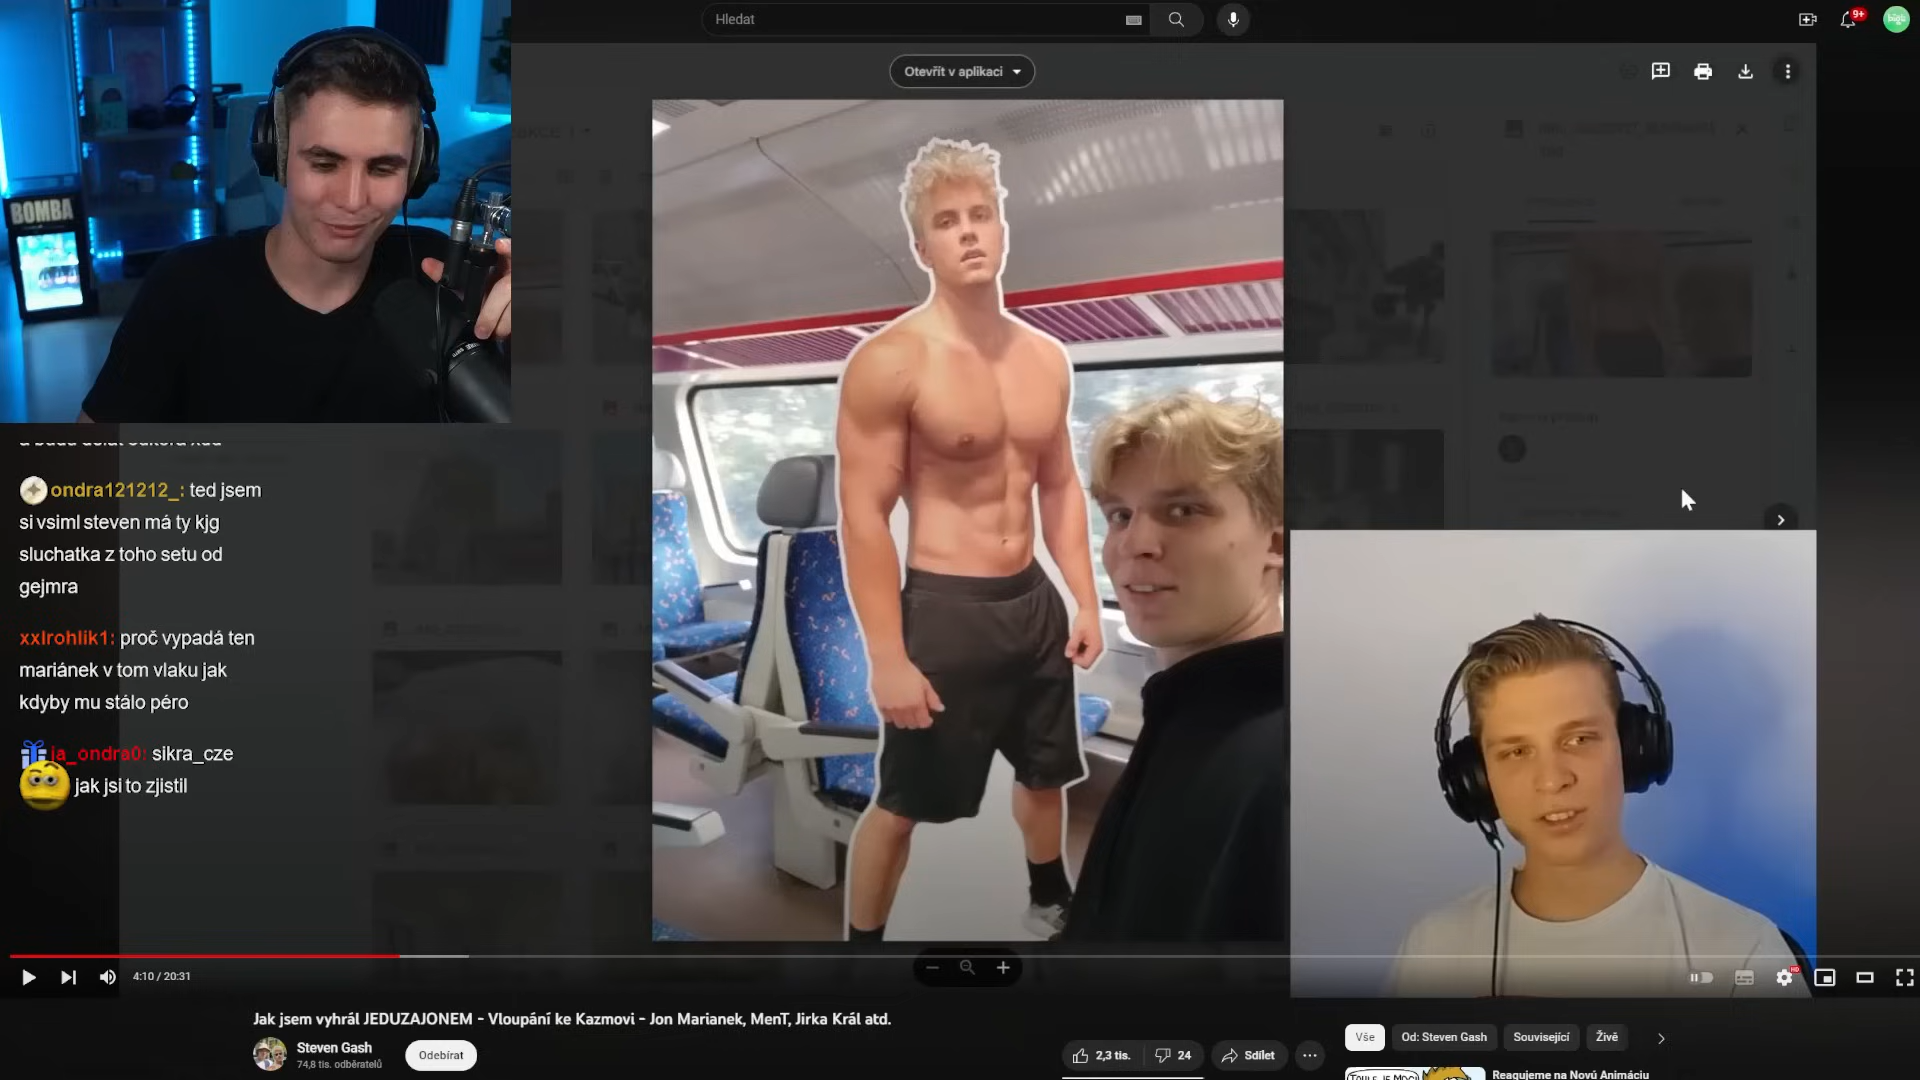 Hledat
9+
Otevřít v aplikaci
BOMBA
ondra121212_: ted jsem
si vsiml steven má ty kjg
sluchatka z toho setu od
gejmra
xxlrohlik1: proč vypadá ten
mariánek v tom vlaku jak
kdyby mu stálo péro
ja_ondra0: sikra_cze
jak jsi to zjistil
4:10 / 20:31
HD
Jak jsem vyhrál JEDUZAJONEM - Vloupání ke Kazmovi - Jon Marianek, MenT, Jirka Král atd.
Steven Gash
74,8 tis. odběratelů
Odebírat
2,3 tis.
24
Sdílet
Vše
Od: Steven Gash
Související
Živě
Reagujeme na Novú Animáciu